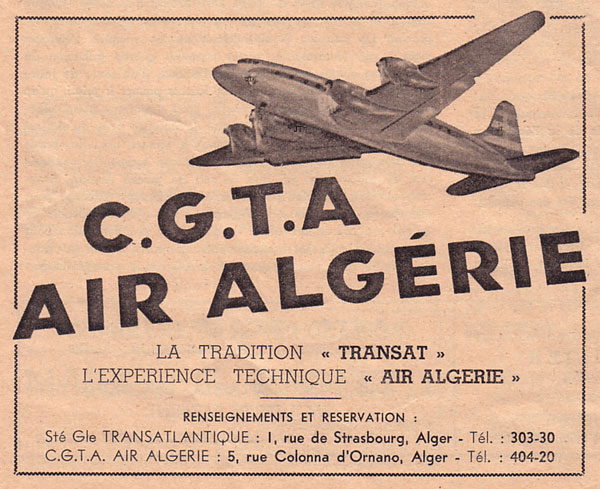 C.G.T.A
AIR ALGÉRIE
LA TRADITION « TRANSAT »
L'EXPERIENCE TECHNIQUE « AIR ALGERIE »
RENSEIGNEMENTS ET RESERVATION :
Sté Gle TRANSATLANTIQUE : I, rue de Strasbourg, Alger - Tél. : 303-30
C.G.T.A. AIR ALGERIE : 5, rue Colonna d'Ornano, Alger - Tél. : 404-20